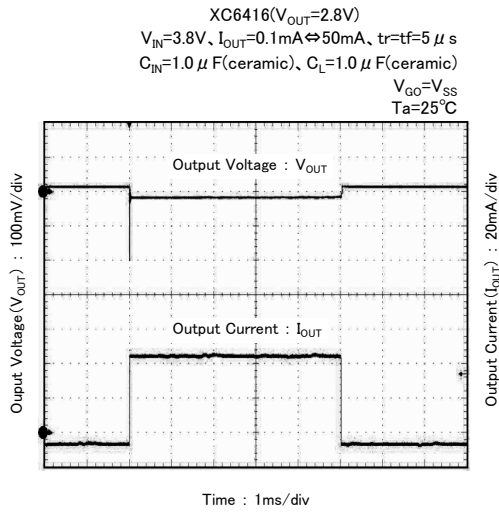 XC6416(VOUT=2.8V)
VIN=3.8V、IOUT=0.1mA⇔50mA、tr=tf=5μs
CIN=1.0μF(ceramic)、CL=1.0μF(ceramic)
VGO=VSS
Ta=25℃
Ouput Voltage(VOUT) : 100mV/div
Output Voltage : VOUT
Output Current : IOUT
Output Current(IOUT) : 20mA/div
Time : 1ms/div